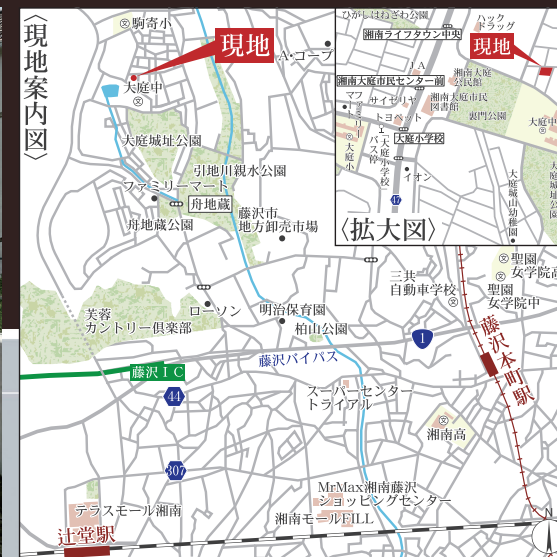 〈現地案内図〉
駒寄小
現地
A・コープ
大庭中
大庭城址公園
引地川親水公園
ファミリーマート
舟地蔵
舟地蔵公園
藤沢市
地方卸売市場
ローソン
明治保育園
柏山公園
芙蓉
カントリー倶楽部
藤沢IC
藤沢バイパス
1
44
307
スーパーセンター
トライアル
三共
自動車学校
聖園
女学院
聖園
女学院中
藤沢本町駅
湘南高
MrMax湘南藤沢
ショッピングセンター
湘南モールFILL
テラスモール湘南
辻堂駅
N
ひがしはねざわ公園
湘南ライフタウン中央
ハック
ドラッグ
現地
JA
湘南大庭市民センター前
湘南大庭
公民館
マフ
サイゼリヤ
湘南大庭市民
図書館
トヨペット
裏門公園
大庭中
大庭小学校
大庭小
バス停
〈大庭小学校〉
イオン
大庭城山幼稚園
大庭城址公園
〈拡大図〉